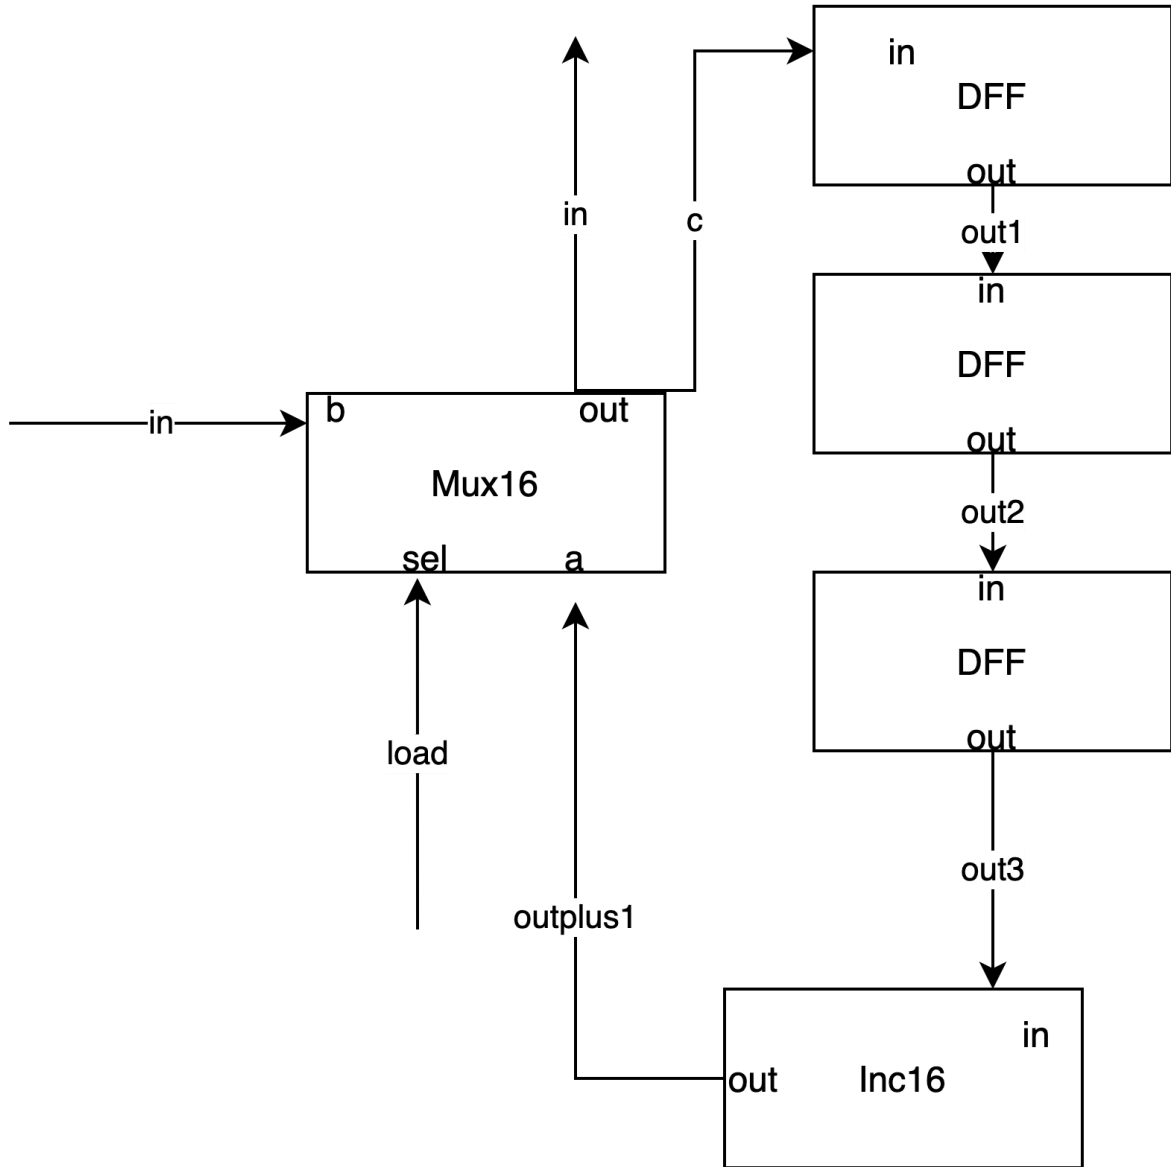 in
DFF
out
in
c
out1
in
DFF
out
in
b
out
Mux16
sel
a
out2
in
DFF
out
load
out3
outplus1
in
out
Inc16